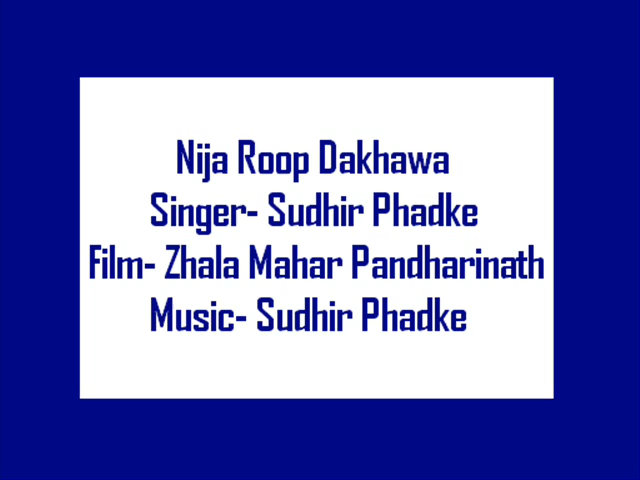 Nija Roop Dakhawa
Singer- Sudhir Phadke
Film- Zhala Mahar Pandharinath
Music- Sudhir Phadke